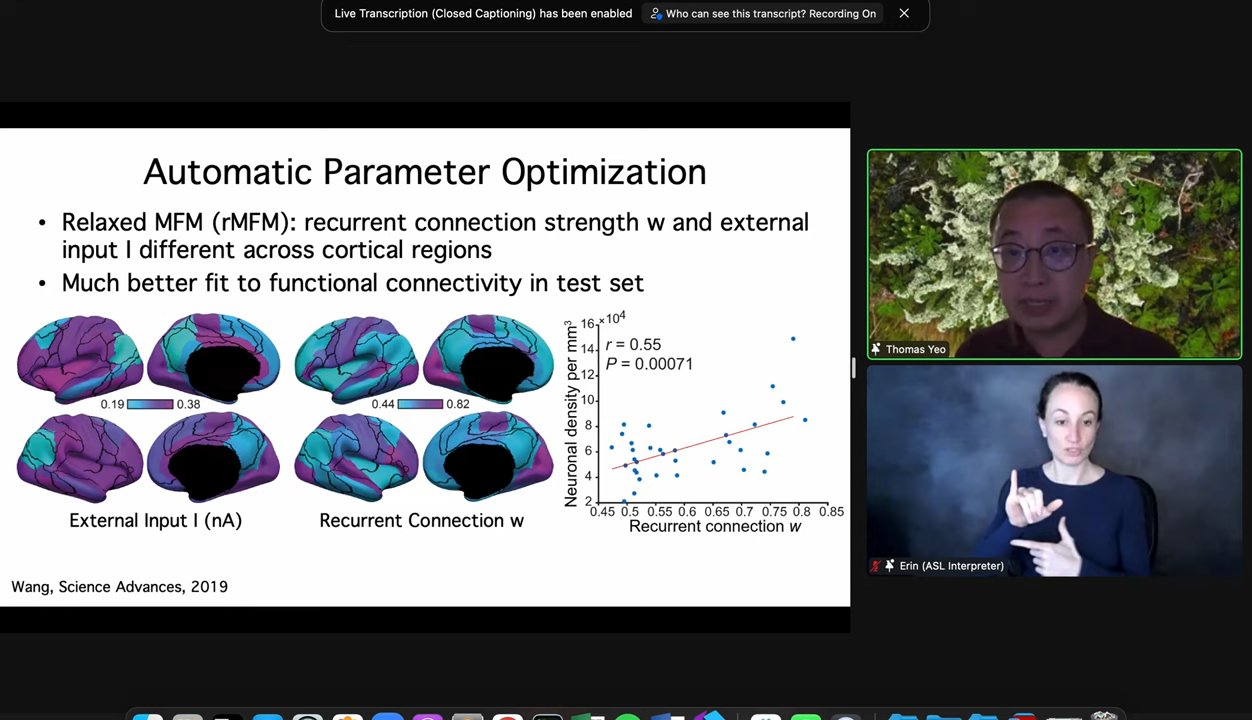 Live Transcription (Closed Captioning) has been enabled
Who can see this transcript? Recording On
Automatic Parameter Optimization
• Relaxed MFM (rMFM): recurrent connection strength w and external
input I different across cortical regions
• Much better fit to functional connectivity in test set
0.19 0.38
External Input I (nA)
0.44 0.82
Recurrent Connection w
×10⁴
r = 0.55
P = 0.00071
Neuronal density per mm³
16
14
12
10
8
6
4
2
0.45 0.5 0.55 0.6 0.65 0.7 0.75 0.8 0.85
Recurrent connection w
Wang, Science Advances, 2019
Thomas Yeo
Erin (ASL Interpreter)